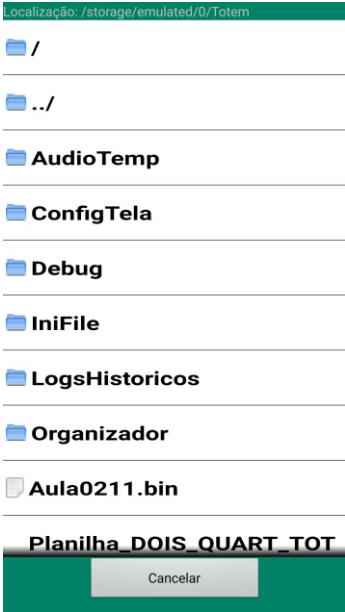 Localização: /storage/emulated/0/Totem
/
../
AudioTemp
ConfigTela
Debug
IniFile
LogsHistoricos
Organizador
Aula0211.bin
Planilha_DOIS_QUART_TOT
Cancelar